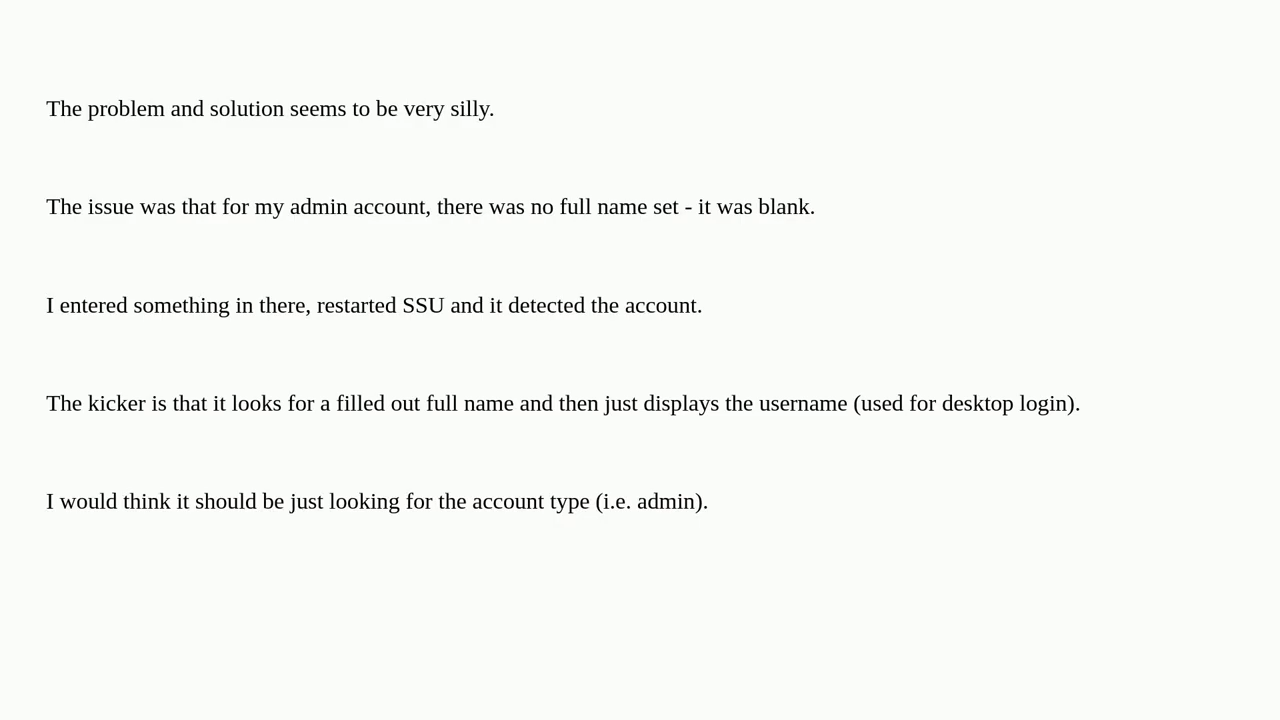 The problem and solution seems to be very silly.
The issue was that for my admin account, there was no full name set - it was blank.
I entered something in there, restarted SSU and it detected the account.
The kicker is that it looks for a filled out full name and then just displays the username (used for desktop login).
I would think it should be just looking for the account type (i.e. admin).